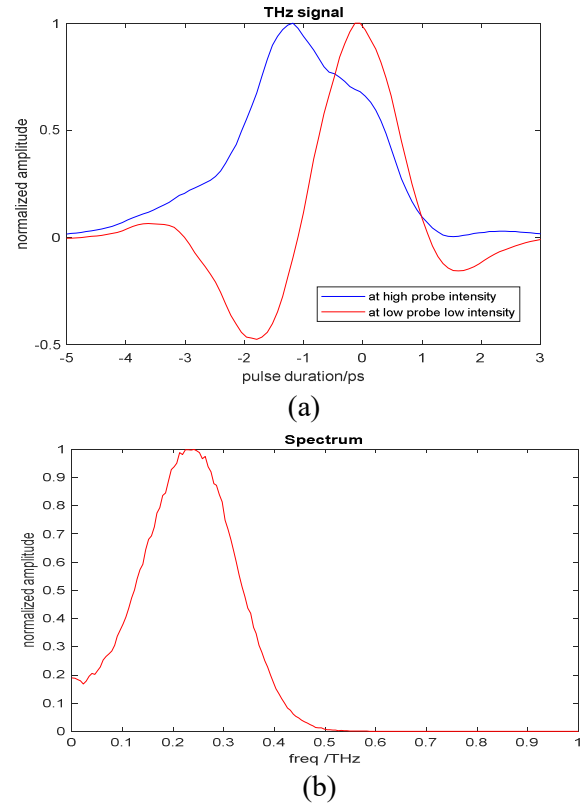 THz signal
1
0.5
0
-0.5
normalized amplitude
at high probe intensity
at low probe low intensity
-5 -4 -3 -2 -1 0 1 2 3
pulse duration/ps
(a)
Spectrum
1
0.9
0.8
0.7
0.6
0.5
0.4
0.3
0.2
0.1
0
normalized amplitude
0 0.1 0.2 0.3 0.4 0.5 0.6 0.7 0.8 0.9 1
freq /THz
(b)